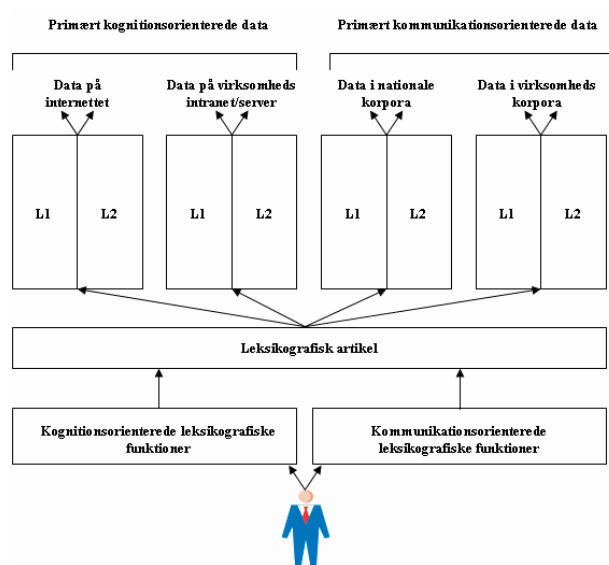 Primært kognitionsorienterede data
Primært kommunikationsorienterede data
Data på
internettet
Data på virksomheds
intranet/server
Data i nationale
korpora
Data i virksomheds
korpora
L1
L2
L1
L2
L1
L2
L1
L2
Leksikografisk artikel
Kognitionsorienterede leksikografiske
funktioner
Kommunikationsorienterede
leksikografiske funktioner